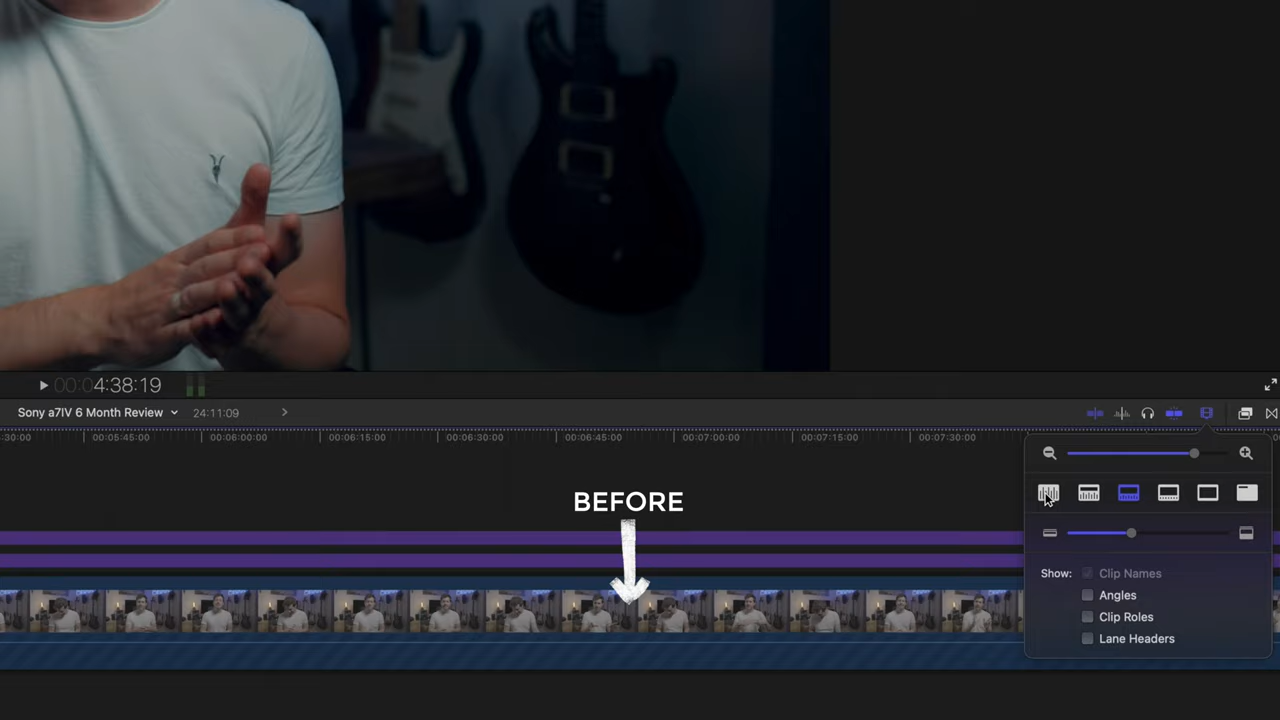 00:04:38:19
Sony a7IV 6 Month Review
24:11:09
:30:00
00:05:45:00
00:06:00:00
00:06:15:00
00:06:30:00
00:06:45:00
00:07:00:00
00:07:15:00
00:07:30:00
BEFORE
Show:
Clip Names
Angles
Clip Roles
Lane Headers